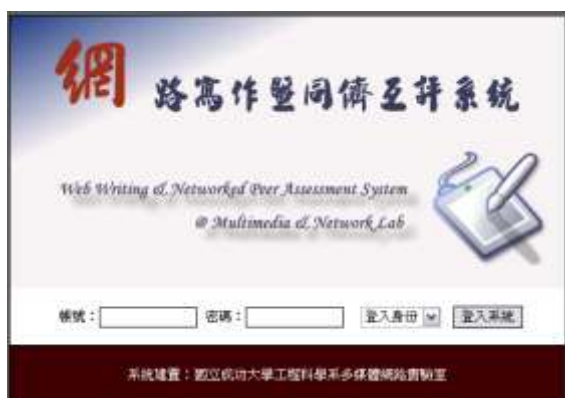 網路寫作暨同儕互評系統
Web Writing & Networked Peer Assessment System
@ Multimedia & Network Lab
帳號： 密碼： 登入身份 登入系統
系統建置：國立成功大學工程科學系多媒體網路實驗室